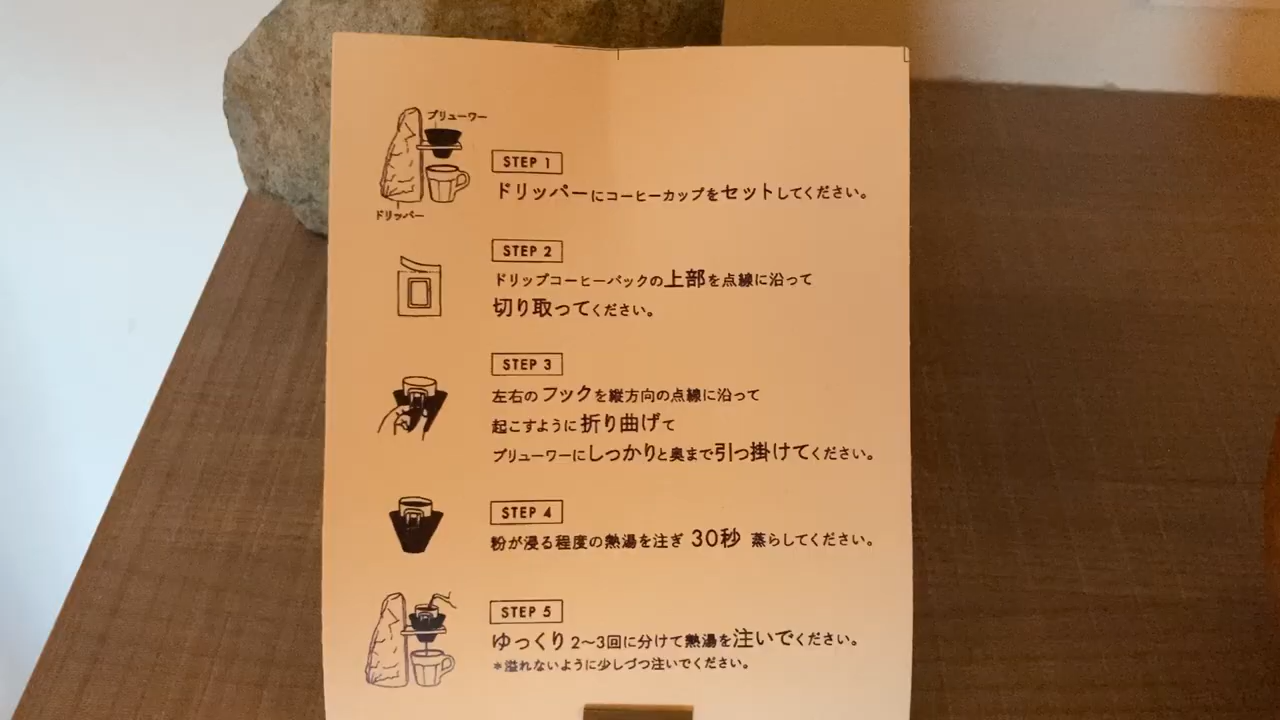 ブリューワー
ドリッパー
STEP 1
ドリッパーにコーヒーカップをセットしてください。
STEP 2
ドリップコーヒーバックの上部を点線に沿って
切り取ってください。
STEP 3
左右のフックを縦方向の点線に沿って
起こすように折り曲げて
ブリューワーにしっかりと奥まで引っ掛けてください。
STEP 4
粉が浸る程度の熱湯を注ぎ 30秒 蒸らしてください。
STEP 5
ゆっくり2〜3回に分けて熱湯を注いでください。
*溢れないように少しづつ注いでください。